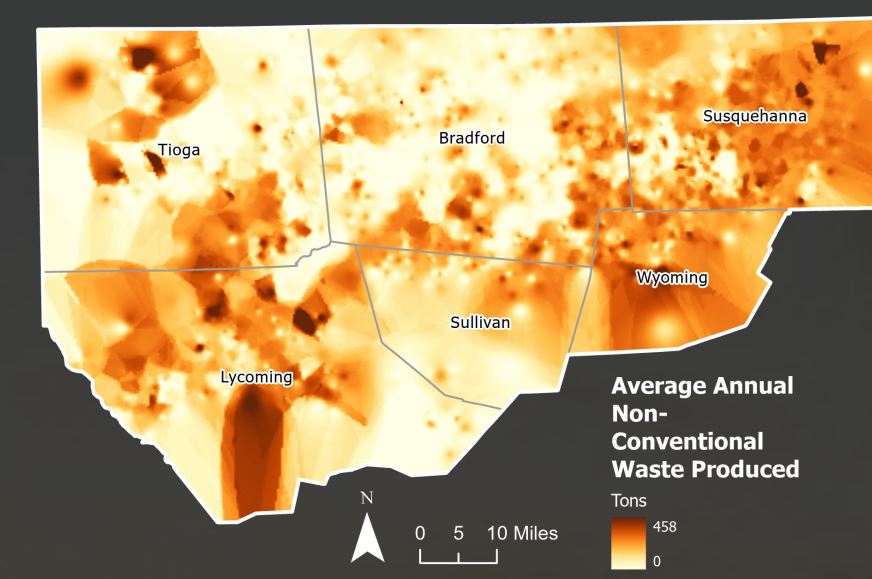 Susquehanna
Bradford
Tioga
Wyoming
Sullivan
Lycoming
Average Annual
Non-
Conventional
Waste Produced
Tons
458
0
N
0 5 10 Miles